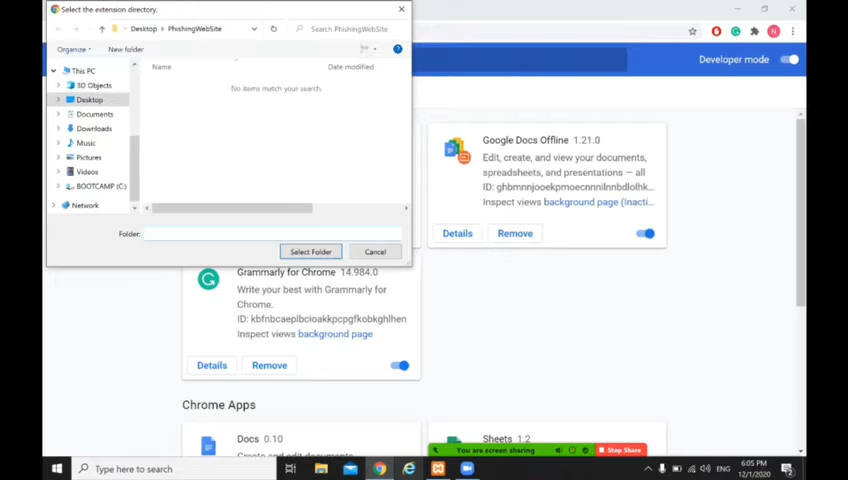 Select the extension directory.
Desktop > PhishingWebSite
Search PhishingWebSite
Organize
New folder
Name
Date modified
No items match your search.
This PC
3D Objects
Desktop
Documents
Downloads
Music
Pictures
Videos
BOOTCAMP (C:)
Network
Folder:
Select Folder
Cancel
N
Developer mode
Google Docs Offline 1.21.0
Edit, create, and view your documents,
spreadsheets, and presentations — all
ID: ghbmnnjooekpmoecnnnilnnbdlolhk...
Inspect views background page (Inacti...
Details
Remove
Grammarly for Chrome 14.984.0
Write your best with Grammarly for
Chrome.
ID: kbfnbcaeplbcioakkpcpgfkobkghlhen
Inspect views background page
Details
Remove
Chrome Apps
Docs 0.10
Create and edit documents
Sheets 1.2
You are screen sharing
Stop Share
Type here to search
ENG
6:05 PM
12/1/2020
2